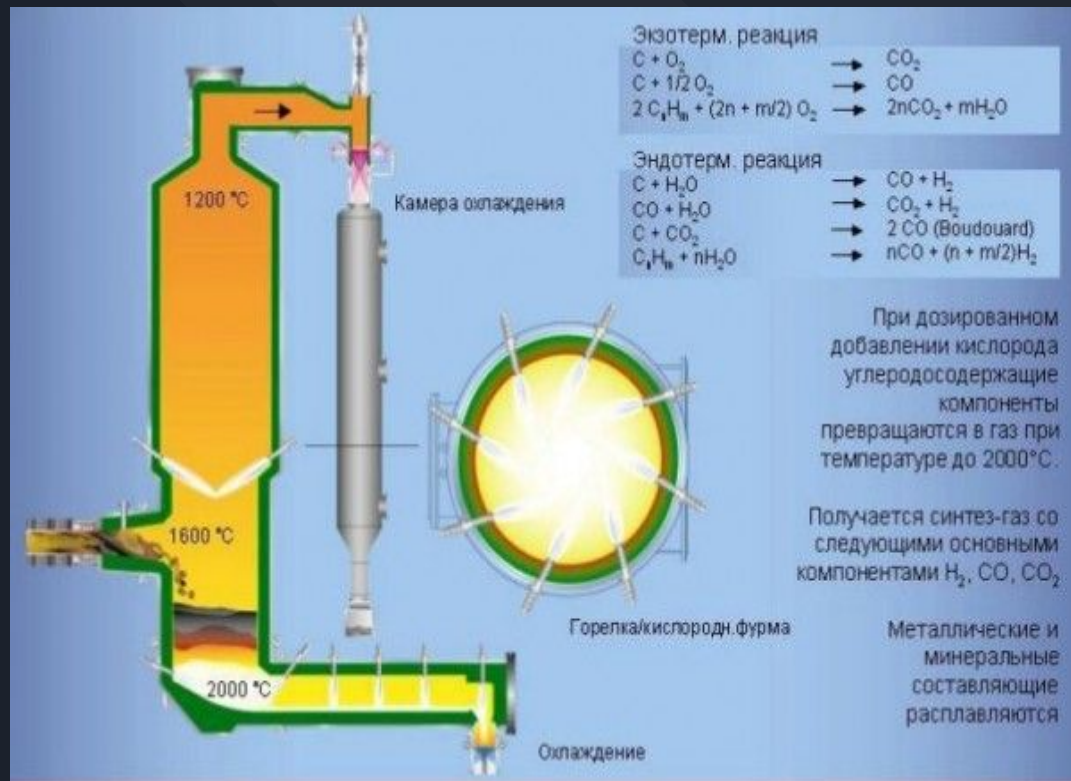 Экзотерм. реакция
C + O₂ → CO₂
C + 1/2 O₂ → CO
2 CₙHₘ + (2n + m/2) O₂ → 2nCO₂ + mH₂O
Эндотерм. реакция
C + H₂O → CO + H₂
CO + H₂O → CO₂ + H₂
C + CO₂ → 2 CO (Boudouard)
CₙHₘ + nH₂O → nCO + (n + m/2)H₂
1200 °C
Камера охлаждения
1600 °C
2000 °C
Горелка/кислородн.фурма
Охлаждение
При дозированном
добавлении кислорода
углеродосодержащие
компоненты
превращаются в газ при
температуре до 2000°C.
Получается синтез-газ со
следующими основными
компонентами H₂, CO, CO₂
Металлические и
минеральные
составляющие
расплавляются